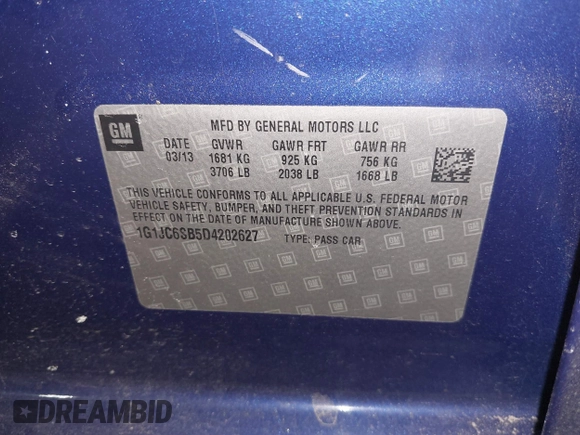 GM
MFD BY GENERAL MOTORS LLC
DATE GVWR GAWR FRT GAWR RR
03/13 1681 KG 925 KG 756 KG
3706 LB 2038 LB 1668 LB
THIS VEHICLE CONFORMS TO ALL APPLICABLE U.S. FEDERAL MOTOR
VEHICLE SAFETY, BUMPER, AND THEFT PREVENTION STANDARDS
IN EFFECT ON THE DATE OF MANUFACTURE SHOWN ABOVE.
1G1JC6SB5D4202627 TYPE: PASS CAR
DREAMBID